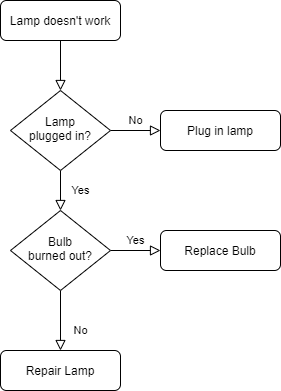 Lamp doesn't work
Lamp
plugged in?
No
Plug in lamp
Yes
Bulb
burned out?
Yes
Replace Bulb
No
Repair Lamp